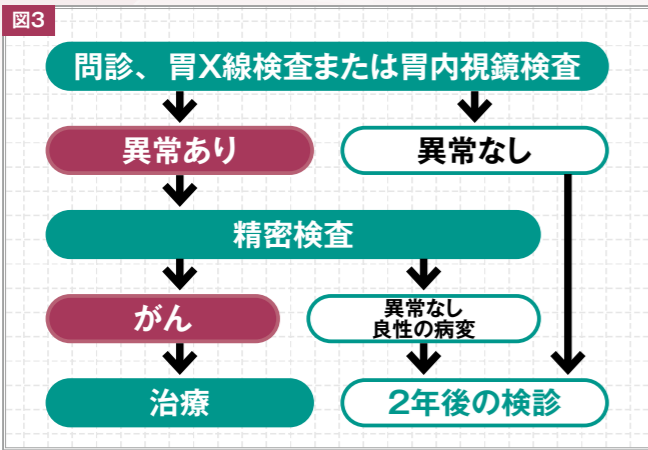 図3
問診、胃X線検査または胃内視鏡検査
異常あり
異常なし
精密検査
がん
異常なし
良性の病変
治療
2年後の検診